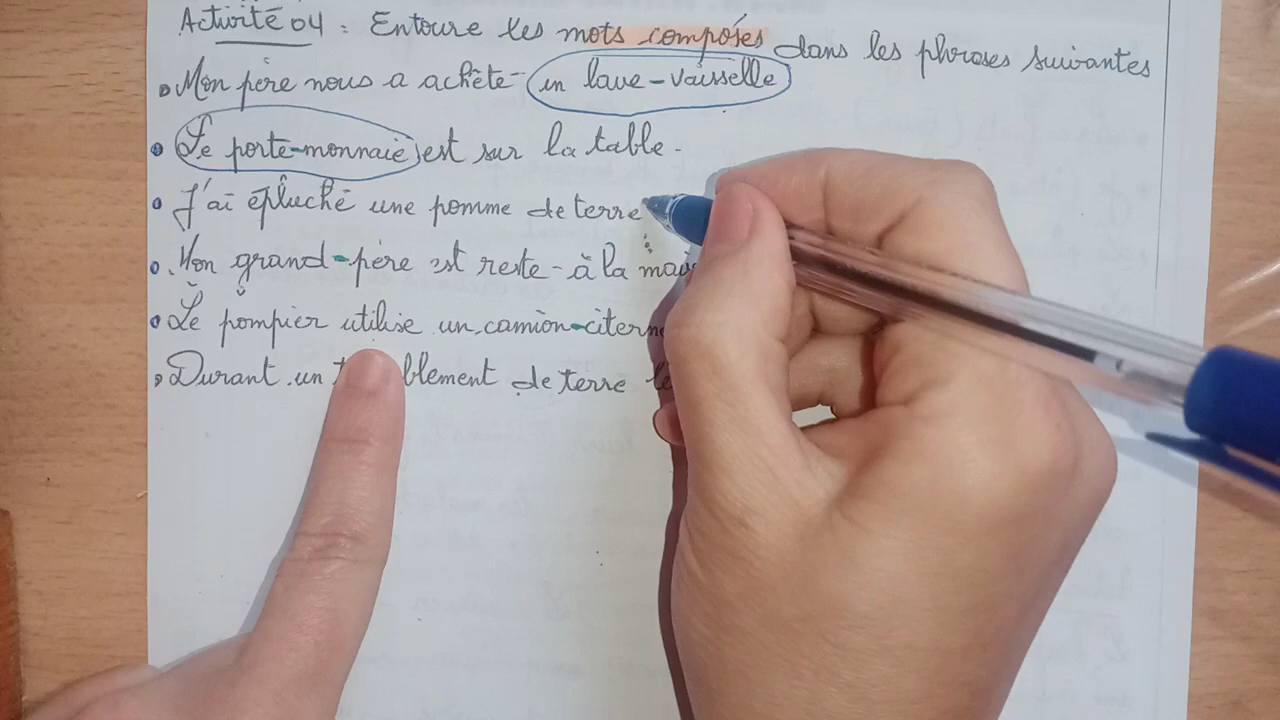 Activité 04 : Entoure les mots composés dans les phrases suivantes
• Mon père nous a achèté un lave-vaisselle
• Le porte-monnaie est sur la table.
• J'ai épluché une pomme de terre
• Mon grand-père est resté à la
• Le pompier utilise un camion-citerne
• Durant un de terre